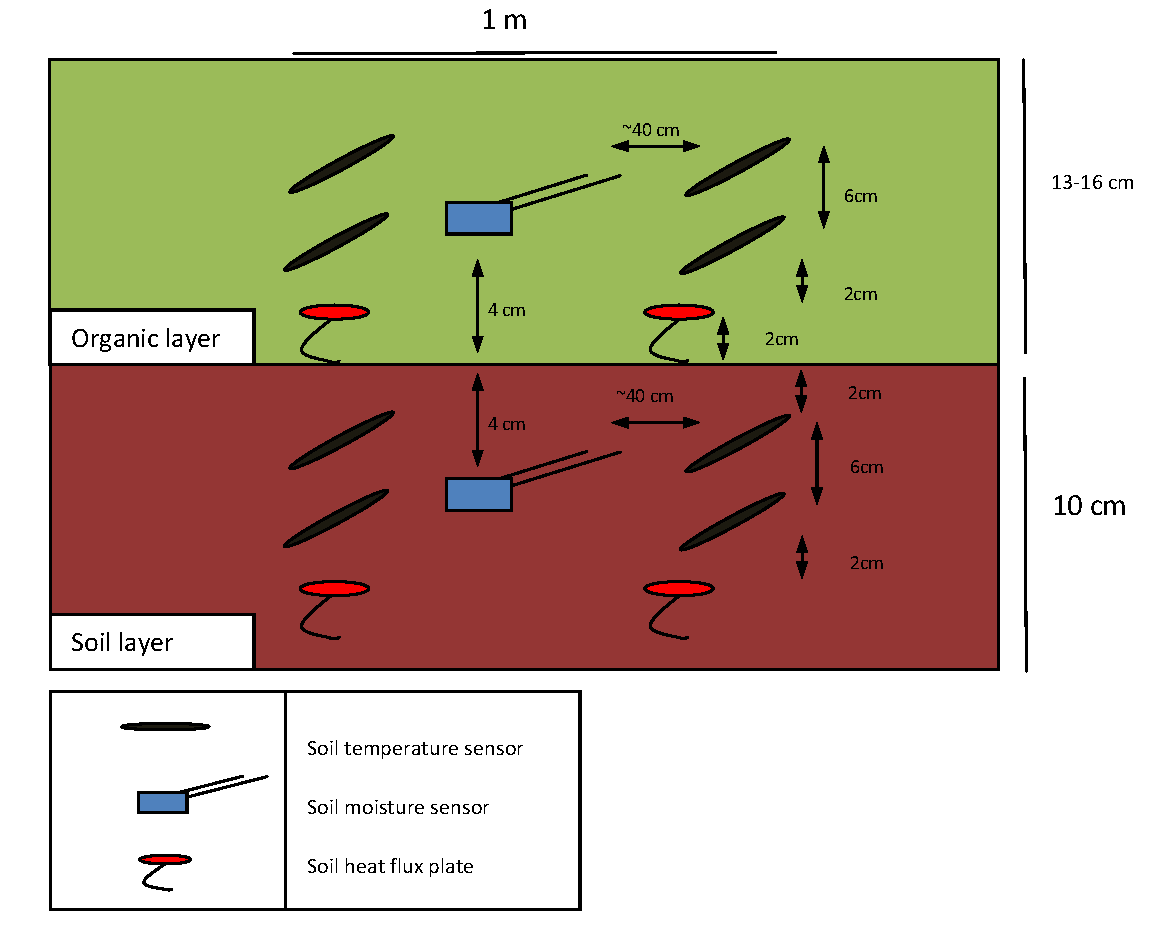 1 m
~40 cm
13-16 cm
6cm
2cm
4 cm
Organic layer
2cm
~40 cm
2cm
4 cm
6cm
10 cm
2cm
Soil layer
Soil temperature sensor
Soil moisture sensor
Soil heat flux plate